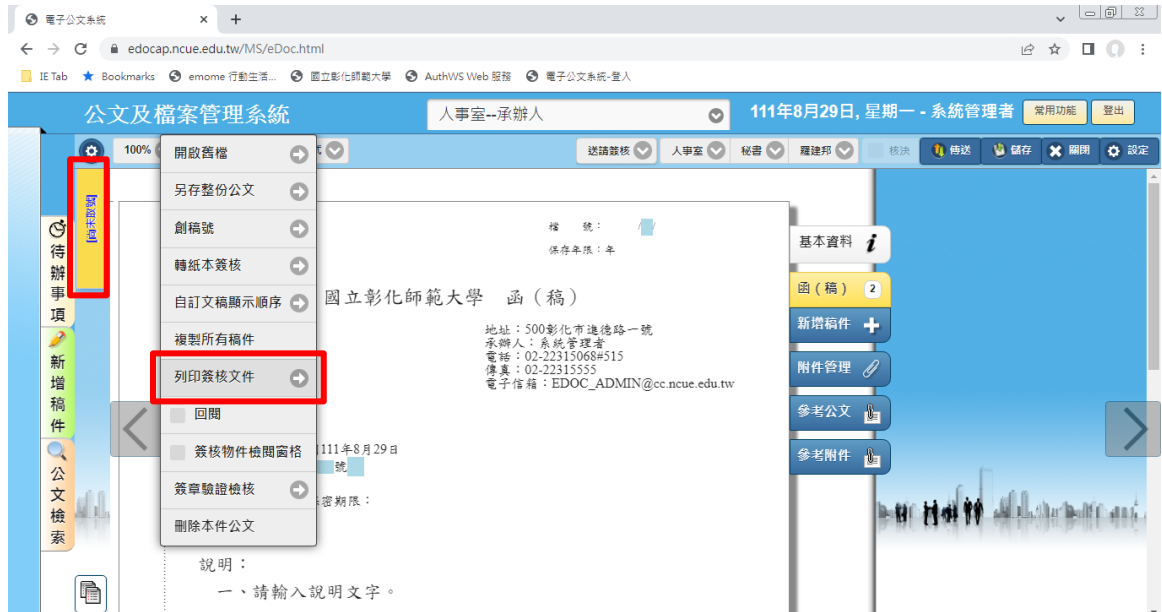 電子公文系統
edocap.ncue.edu.tw/MS/eDoc.html
IE Tab Bookmarks emome 行動生活... 國立彰化師範大學 AuthWS Web 服務 電子公文系統-登入
公文及檔案管理系統 人事室--承辦人 111年8月29日, 星期一 - 系統管理者 常用功能 登出
100% 送請簽核 人事室 秘書 羅建邦 核決 傳送 儲存 關閉 設定
[尚未取號]
待辦事項
新增稿件
公文檢索
開啟舊檔
另存整份公文
創稿號
轉紙本簽核
自訂文稿顯示順序
複製所有稿件
列印簽核文件
回閱
簽核物件檢閱窗格
簽章驗證檢核
刪除本件公文
檔 號: / /
保存年限:年
國立彰化師範大學 函(稿)
地址:500彰化市進德路一號
承辦人:系統管理者
電話:02-22315068#515
傳真:02-22315555
電子信箱:EDOC_ADMIN@cc.ncue.edu.tw
111年8月29日
號
密期限:
說明:
一、請輸入說明文字。
基本資料
函(稿) 2
新增稿件
附件管理
參考公文
參考附件